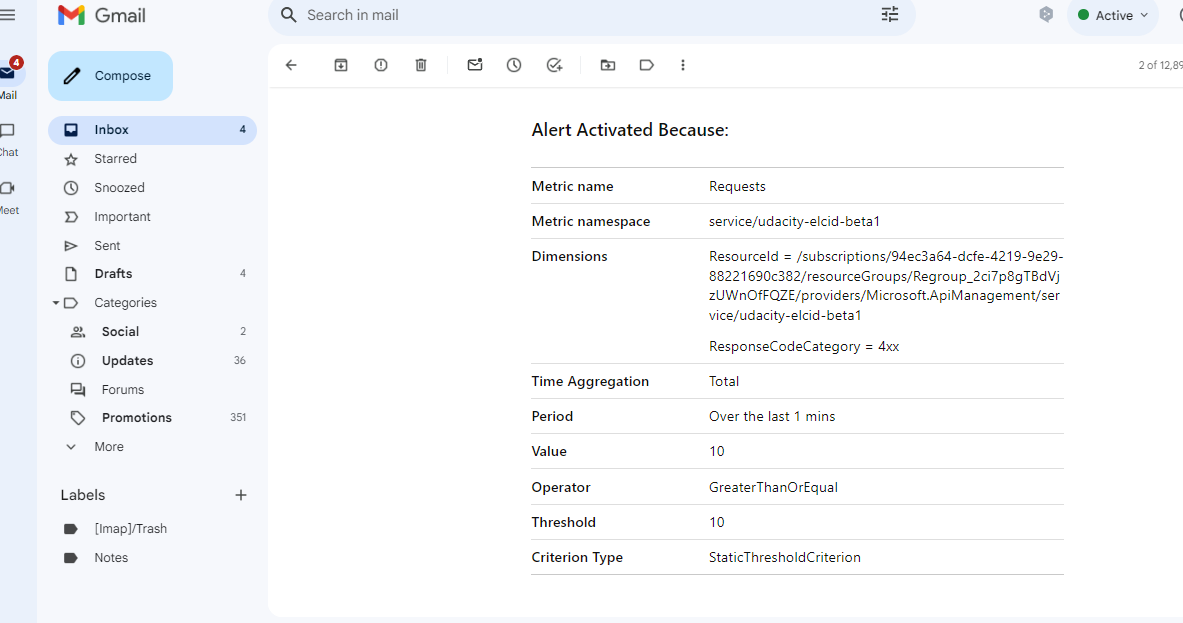 Gmail
Search in mail
Active
4
Compose
2 of 12,89
Mail
Inbox 4
Chat
Starred
Meet
Snoozed
Important
Sent
Drafts 4
Categories
Social 2
Updates 36
Forums
Promotions 351
More
Labels
[Imap]/Trash
Notes
Alert Activated Because:
Metric name Requests
Metric namespace service/udacity-elcid-beta1
Dimensions ResourceId = /subscriptions/94ec3a64-dcfe-4219-9e29-
88221690c382/resourceGroups/Regroup_2ci7p8gTBdVj
zUWnOfFQZE/providers/Microsoft.ApiManagement/ser
vice/udacity-elcid-beta1
ResponseCodeCategory = 4xx
Time Aggregation Total
Period Over the last 1 mins
Value 10
Operator GreaterThanOrEqual
Threshold 10
Criterion Type StaticThresholdCriterion